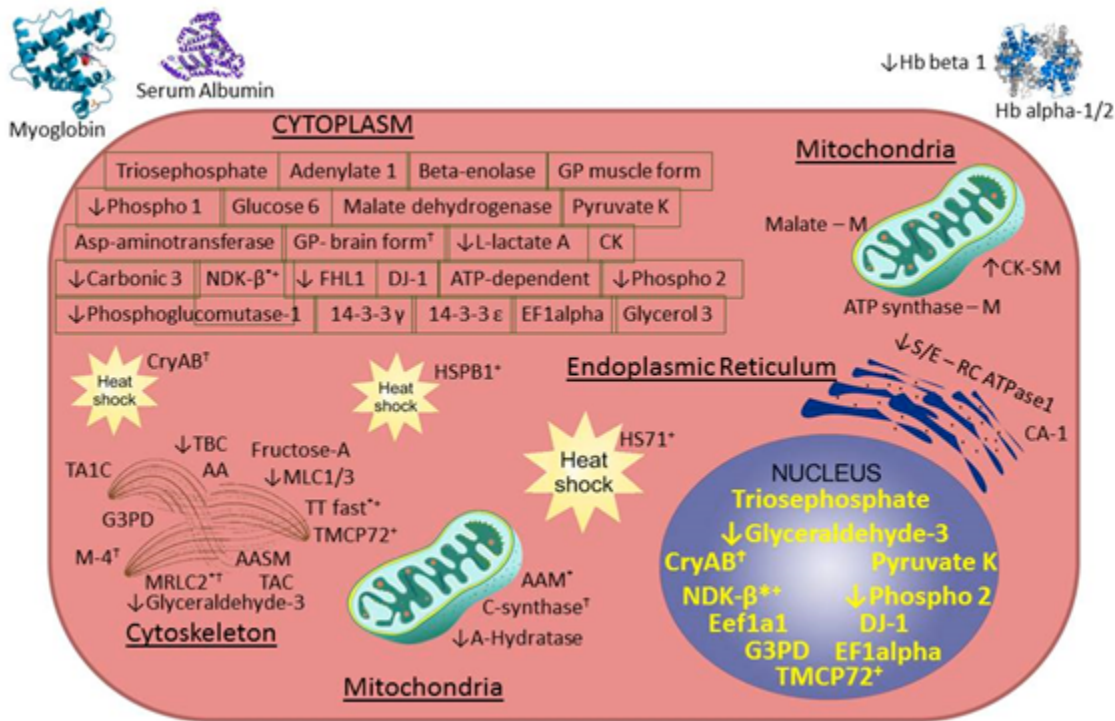 Myoglobin
Serum Albumin
↓Hb beta 1
Hb alpha-1/2
CYTOPLASM
Triosephosphate Adenylate 1 Beta-enolase GP muscle form
↓Phospho 1 Glucose 6 Malate dehydrogenase Pyruvate K
Asp-aminotransferase GP- brain form† ↓L-lactate A CK
↓Carbonic 3 NDK-β*+ ↓ FHL1 DJ-1 ATP-dependent ↓Phospho 2
↓Phosphoglucomutase-1 14-3-3 γ 14-3-3 ε EF1alpha Glycerol 3
Mitochondria
Malate – M
↑CK-SM
ATP synthase – M
Heat
shock
CryAB†
Heat
shock
HSPB1+
Heat
shock
HS71+
Endoplasmic Reticulum
↓S/E – RC ATPase1
CA-1
↓TBC
TA1C
AA
Fructose-A
↓MLC1/3
G3PD
TT fast*+
TMCP72+
M-4†
AASM
MRLC2*†
TAC
↓Glyceraldehyde-3
Cytoskeleton
AAM*
C-synthase†
↓A-Hydratase
Mitochondria
NUCLEUS
Triosephosphate
↓Glyceraldehyde-3
CryAB† Pyruvate K
NDK-β*+ ↓Phospho 2
Eef1a1 DJ-1
G3PD EF1alpha
TMCP72+